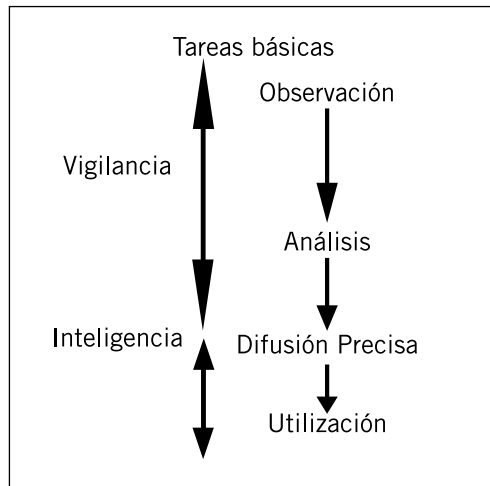 Tareas básicas
Observación
Vigilancia
Análisis
Inteligencia
Difusión Precisa
Utilización